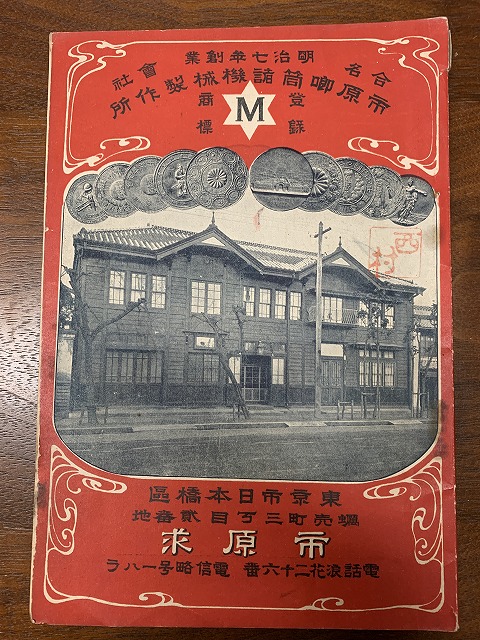 明治七年創業
合名會社
市原喞筒諸機械製作所
登録商標
M
西村
東京市日本橋區
蠣売町三丁目貳番地
市原求
電話浪花二十六番 電信略号一ハラ